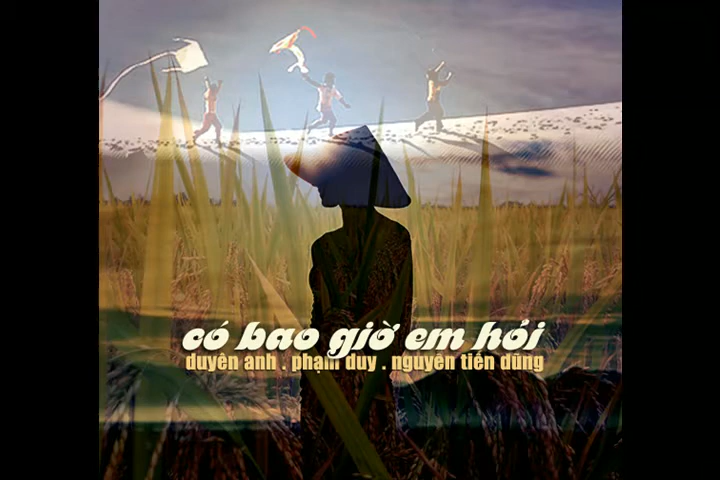 có bao giờ em hỏi
duyên anh . phạm duy . nguyễn tiến dũng